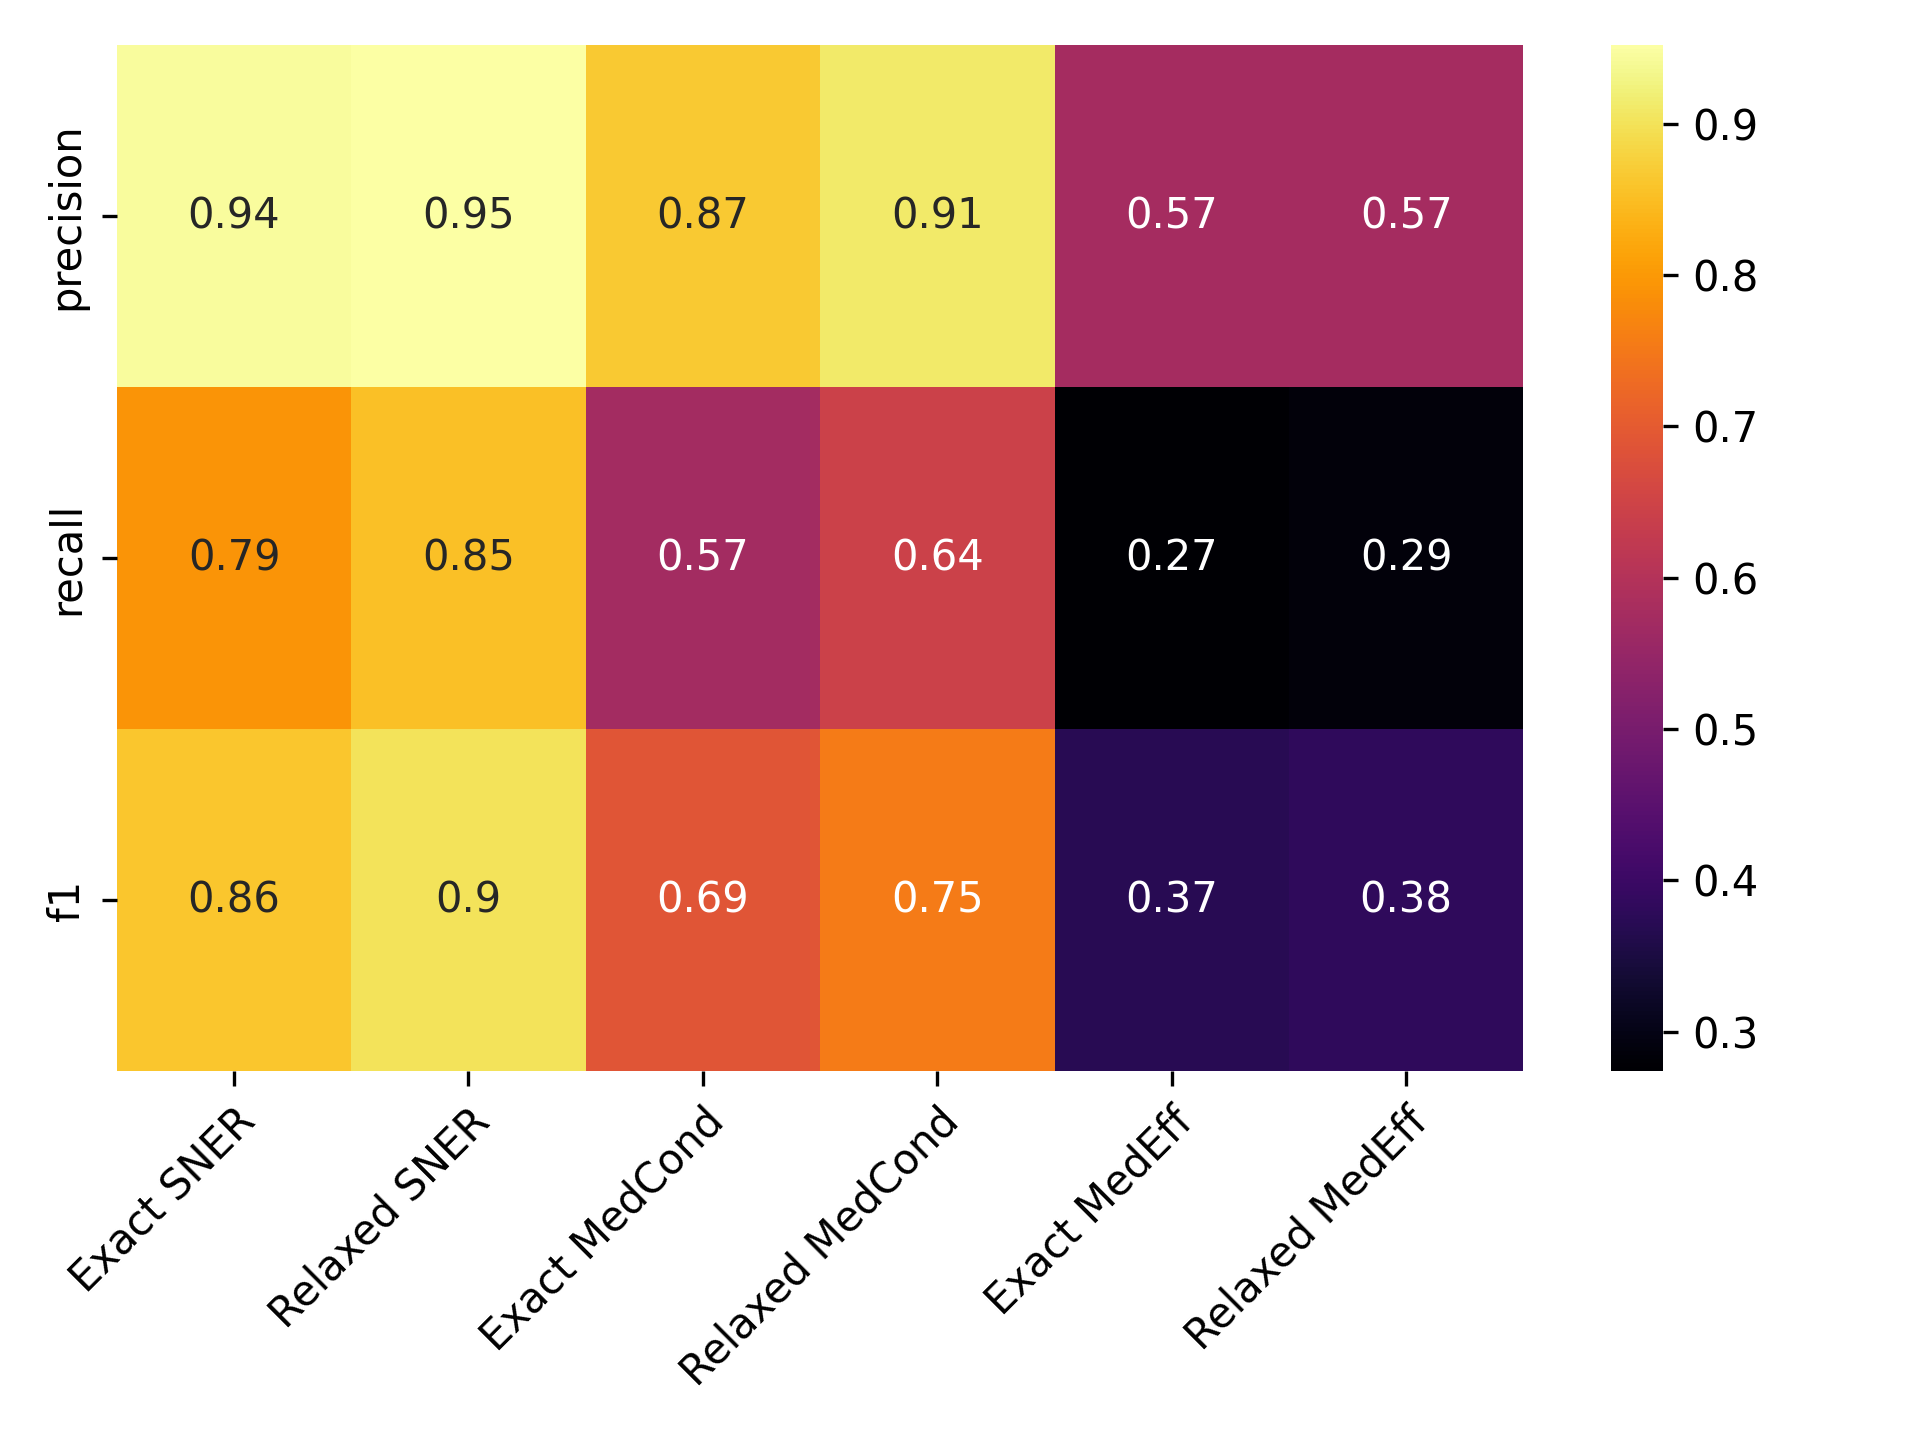 precision 0.94 0.95 0.87 0.91 0.57 0.57
recall 0.79 0.85 0.57 0.64 0.27 0.29
f1 0.86 0.9 0.69 0.75 0.37 0.38
Exact SNER
Relaxed SNER
Exact MedCond
Relaxed MedCond
Exact MedEff
Relaxed MedEff
0.9
0.8
0.7
0.6
0.5
0.4
0.3